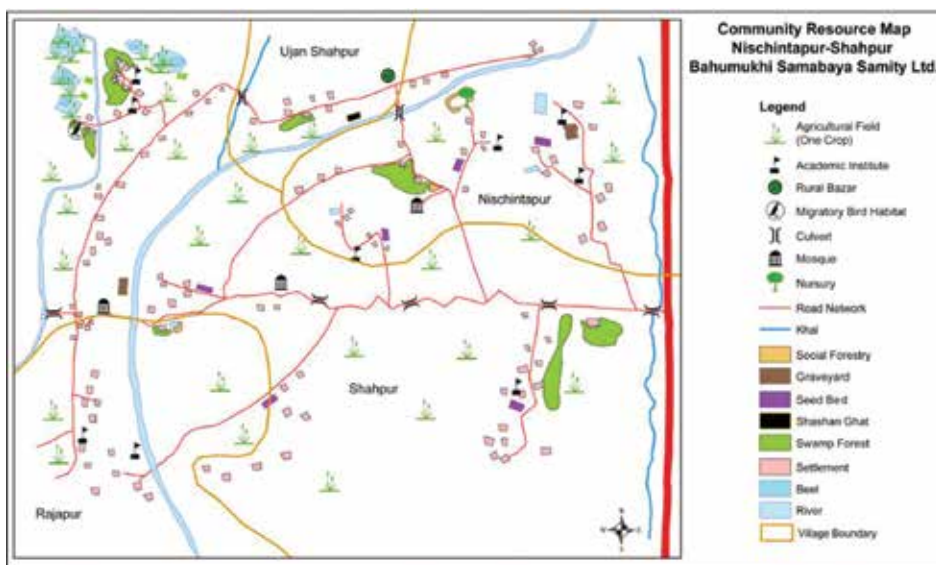 Community Resource Map
Nischintapur-Shahpur
Bahumukhi Samabaya Samity Ltd.
Ujan Shahpur
Nischintapur
Shahpur
Rajapur
N
W
E
S
Legend
Agricultural Field
(One Crop)
Academic Institute
Rural Bazar
Migratory Bird Habitat
Culvert
Mosque
Nursury
Road Network
Khal
Social Forestry
Graveyard
Seed Bed
Shashan Ghat
Swamp Forest
Settlement
Beel
River
Village Boundary